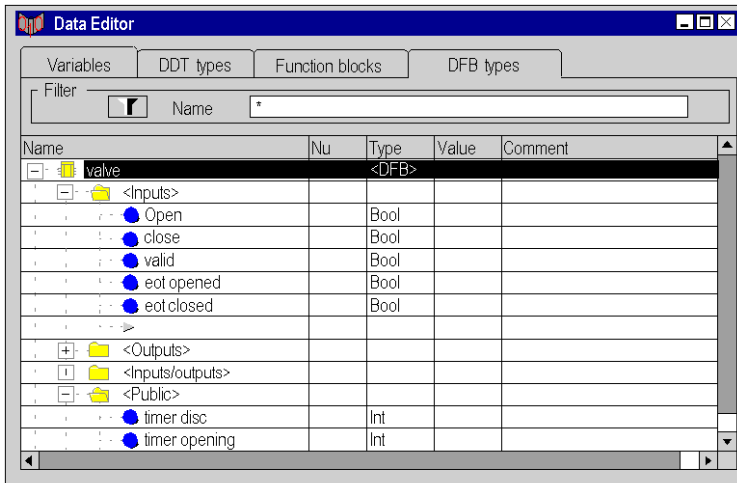 Data Editor
Variables DDT types Function blocks DFB types
Filter
Name *
Name Nu Type Value Comment
valve <DFB>
<Inputs>
Open Bool
close Bool
valid Bool
eot opened Bool
eot closed Bool
<Outputs>
<Inputs/outputs>
<Public>
timer disc Int
timer opening Int